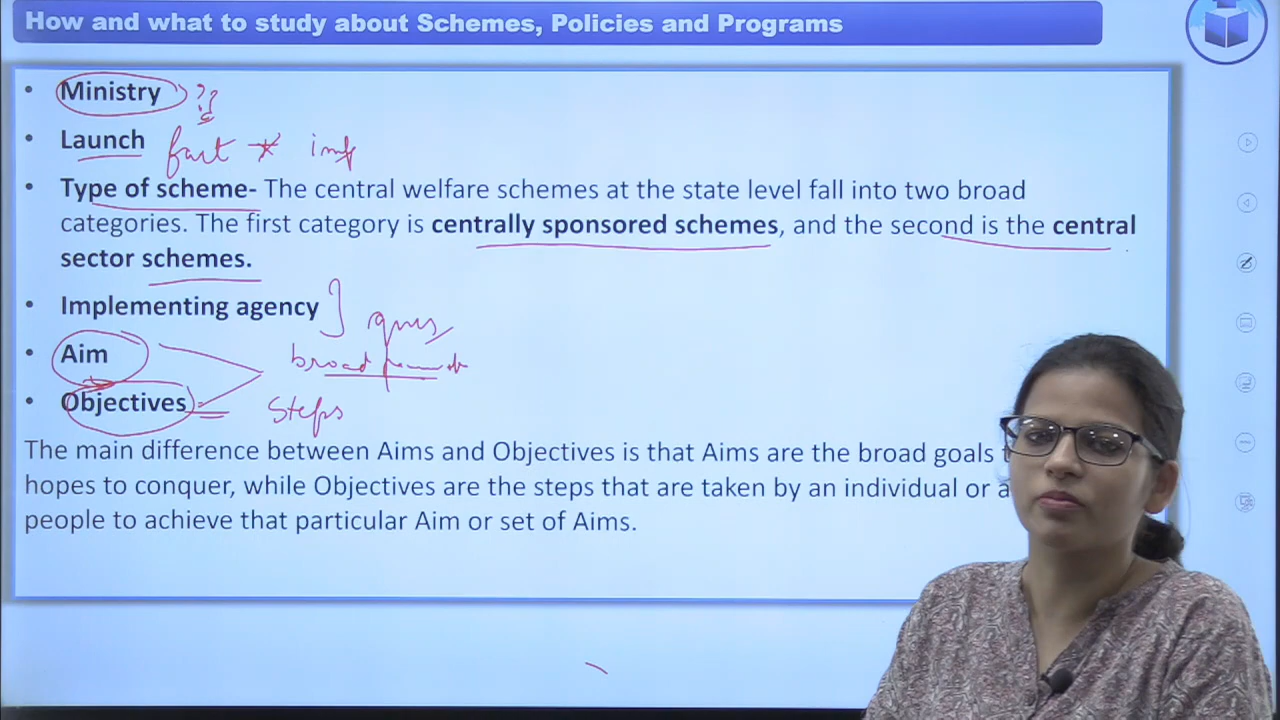 How and what to study about Schemes, Policies and Programs
• Ministry ??
• Launch fact * imp
• Type of scheme- The central welfare schemes at the state level fall into two broad
categories. The first category is centrally sponsored schemes, and the second is the central
sector schemes.
• Implementing agency } ques
• Aim broad
• Objectives Steps
The main difference between Aims and Objectives is that Aims are the broad goals
hopes to conquer, while Objectives are the steps that are taken by an individual or a
people to achieve that particular Aim or set of Aims.